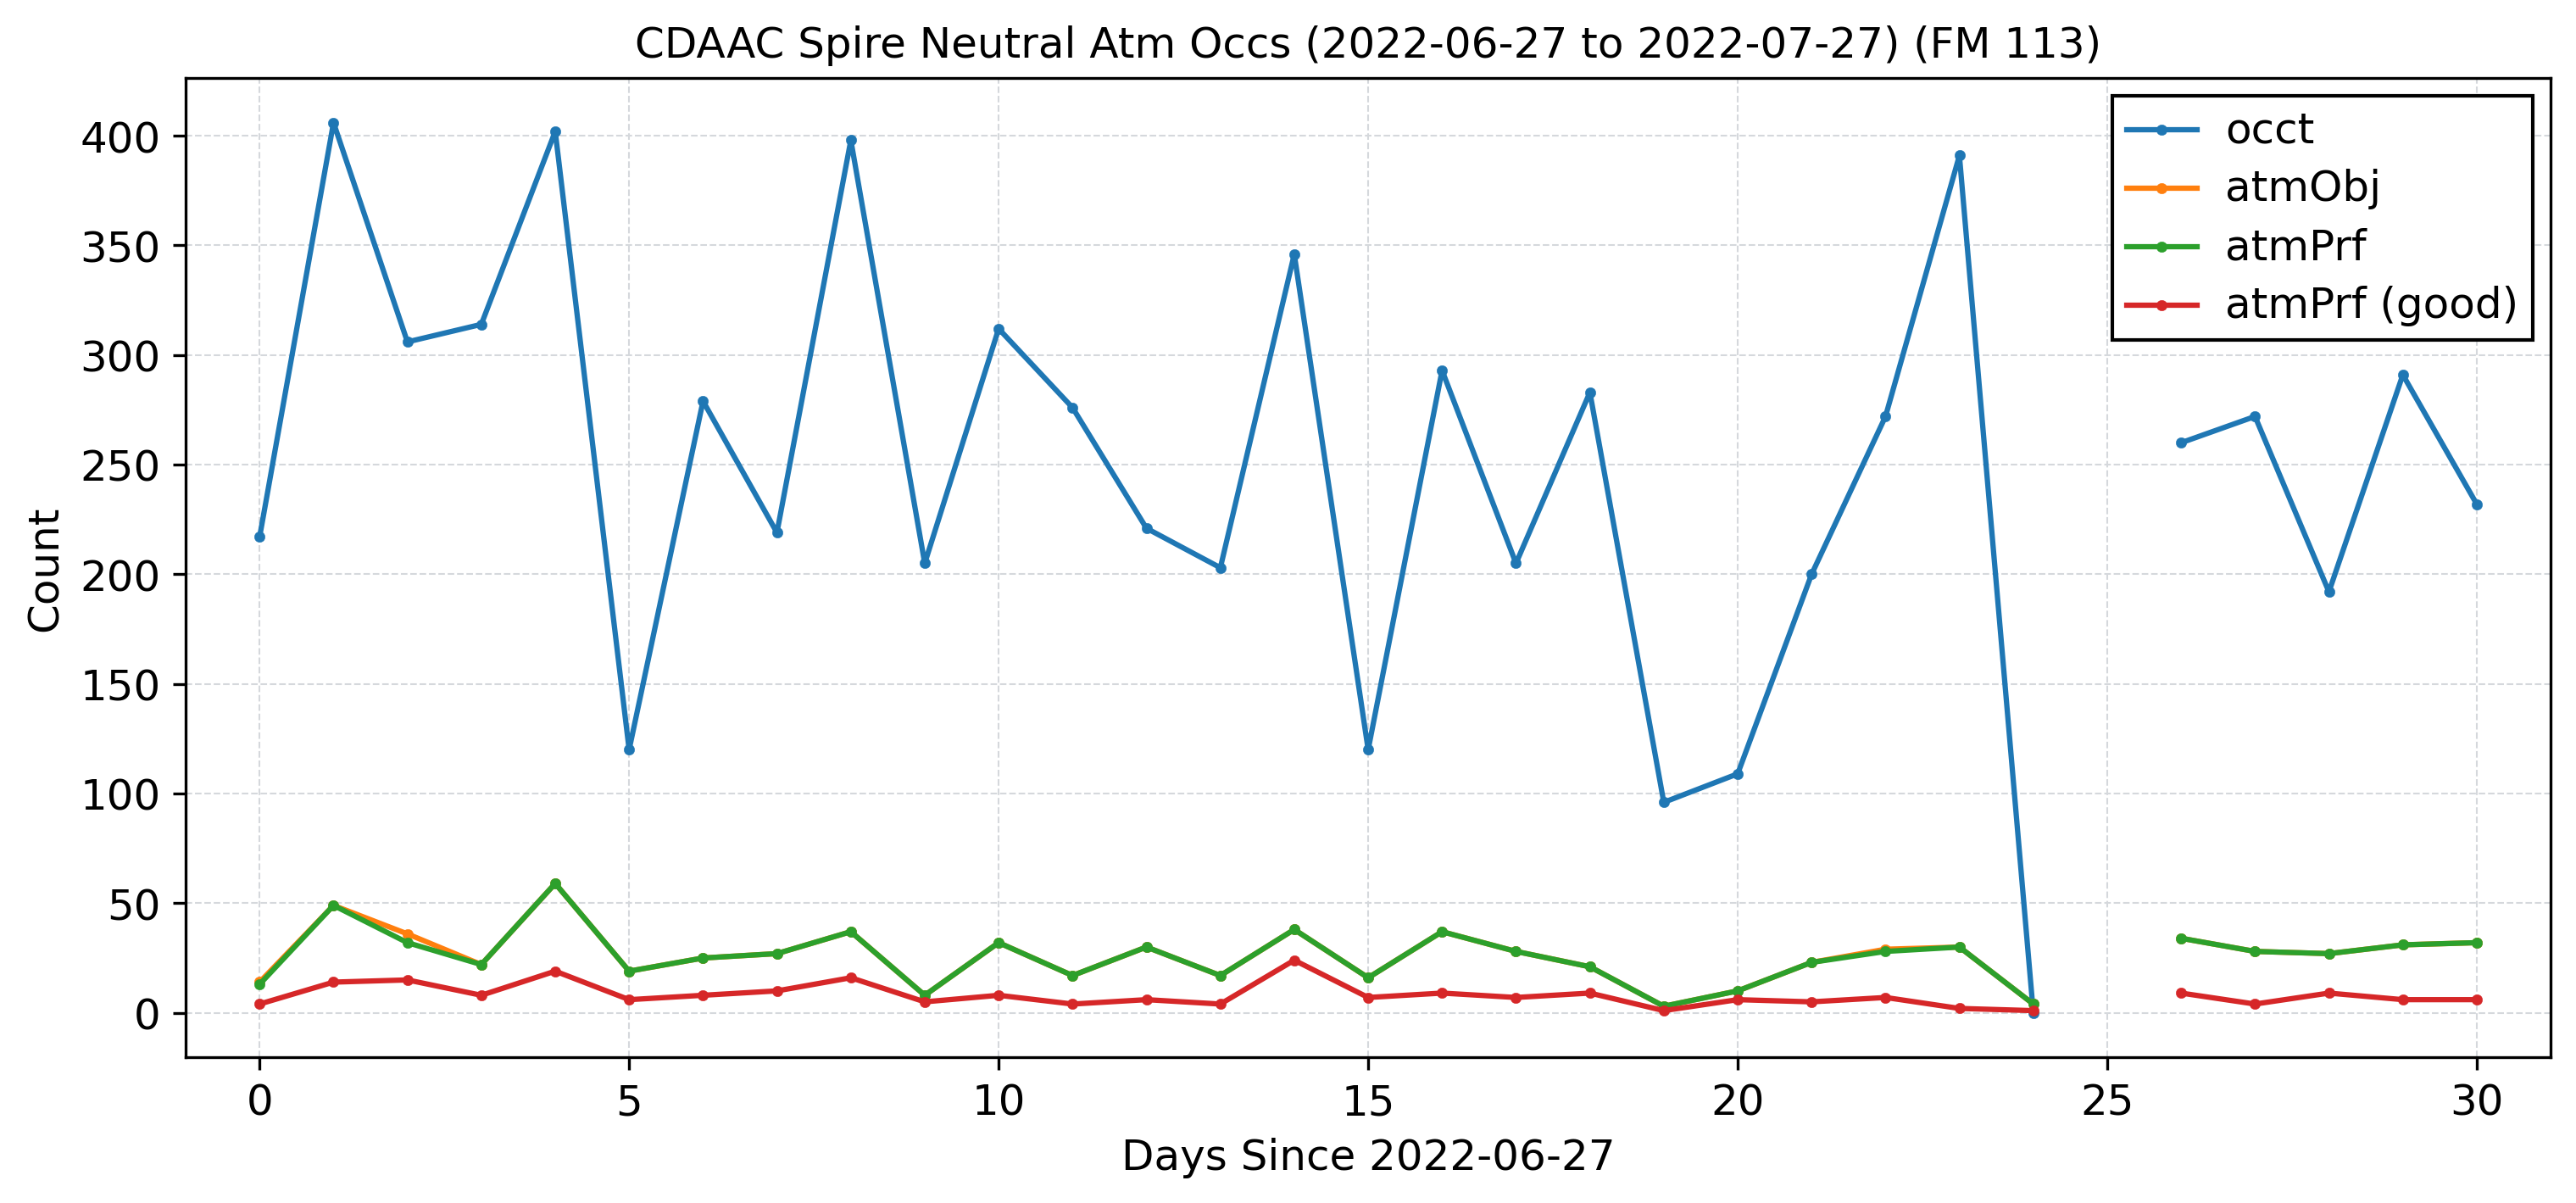 CDAAC Spire Neutral Atm Occs (2022-06-27 to 2022-07-27) (FM 113)
occt
atmObj
atmPrf
atmPrf (good)
400
350
300
250
200
150
100
50
0
Count
0 5 10 15 20 25 30
Days Since 2022-06-27